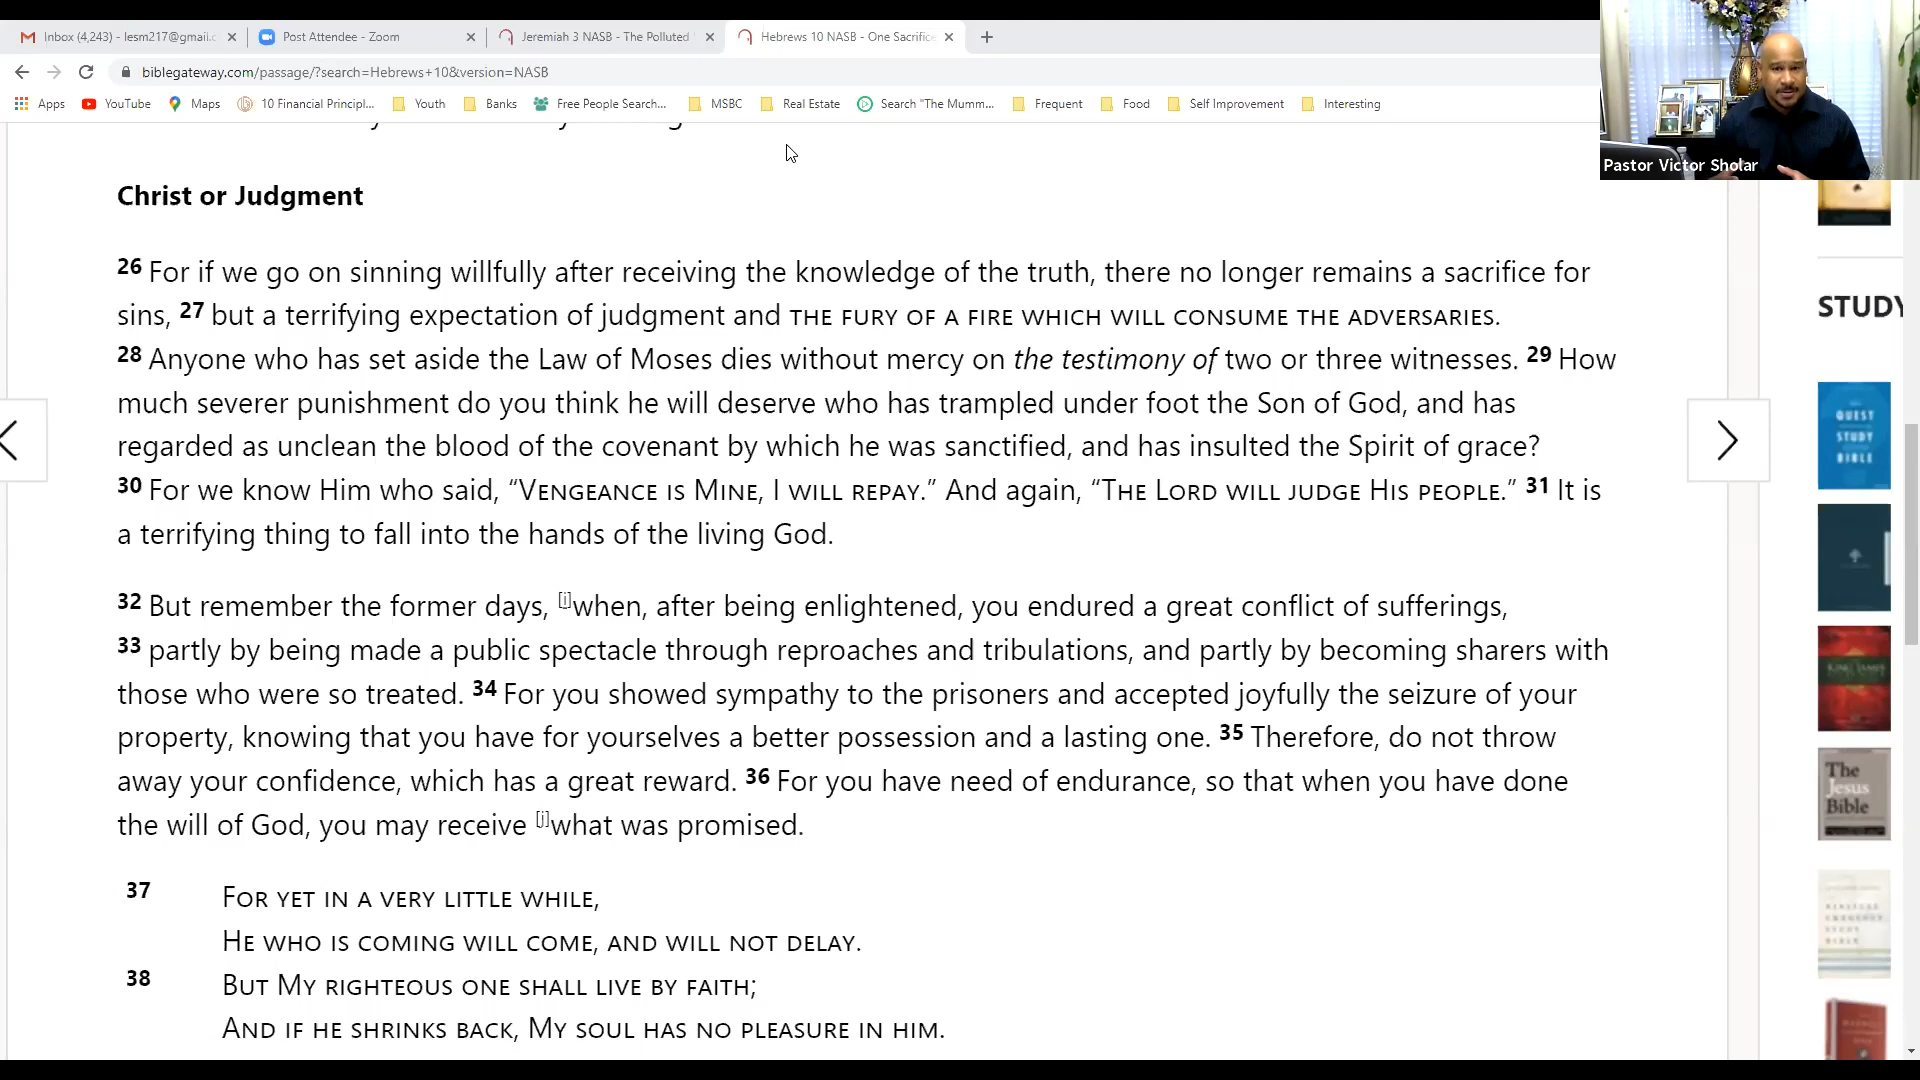 Inbox (4,243) - lesm217@gmail.c
Post Attendee - Zoom
Jeremiah 3 NASB - The Polluted
Hebrews 10 NASB - One Sacrifice
biblegateway.com/passage/?search=Hebrews+10&version=NASB
Apps YouTube Maps 10 Financial Principl... Youth Banks Free People Search... MSBC Real Estate Search "The Mumm... Frequent Food Self Improvement Interesting
Pastor Victor Sholar
Christ or Judgment
26 For if we go on sinning willfully after receiving the knowledge of the truth, there no longer remains a sacrifice for
sins, 27 but a terrifying expectation of judgment and THE FURY OF A FIRE WHICH WILL CONSUME THE ADVERSARIES.
28 Anyone who has set aside the Law of Moses dies without mercy on the testimony of two or three witnesses. 29 How
much severer punishment do you think he will deserve who has trampled under foot the Son of God, and has
regarded as unclean the blood of the covenant by which he was sanctified, and has insulted the Spirit of grace?
30 For we know Him who said, “VENGEANCE IS MINE, I WILL REPAY.” And again, “THE LORD WILL JUDGE HIS PEOPLE.” 31 It is
a terrifying thing to fall into the hands of the living God.
32 But remember the former days, [i]when, after being enlightened, you endured a great conflict of sufferings,
33 partly by being made a public spectacle through reproaches and tribulations, and partly by becoming sharers with
those who were so treated. 34 For you showed sympathy to the prisoners and accepted joyfully the seizure of your
property, knowing that you have for yourselves a better possession and a lasting one. 35 Therefore, do not throw
away your confidence, which has a great reward. 36 For you have need of endurance, so that when you have done
the will of God, you may receive [j]what was promised.
37 FOR YET IN A VERY LITTLE WHILE,
HE WHO IS COMING WILL COME, AND WILL NOT DELAY.
38 BUT MY RIGHTEOUS ONE SHALL LIVE BY FAITH;
AND IF HE SHRINKS BACK, MY SOUL HAS NO PLEASURE IN HIM.
STUDY
QUEST
STUDY
BIBLE
KING JAMES
The
Jesus
Bible